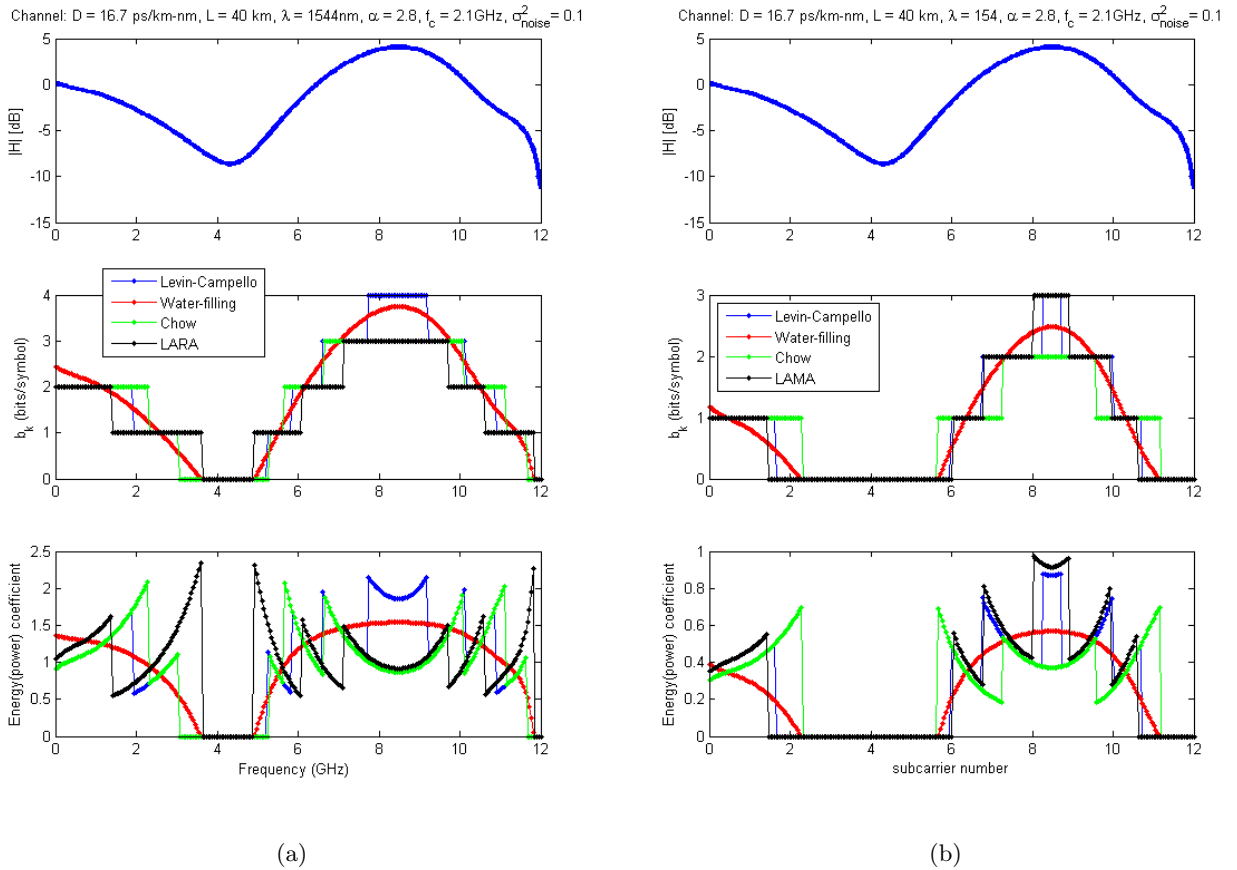 Channel: D = 16.7 ps/km-nm, L = 40 km, λ = 1544nm, α = 2.8, f_c = 2.1GHz, σ²_noise = 0.1
|H| [dB]
5
0
-5
-10
-15
0 2 4 6 8 10 12
Levin-Campello
Water-filling
Chow
LARA
b_k (bits/symbol)
4
3
2
1
0
0 2 4 6 8 10 12
Energy(power) coefficient
2.5
2
1.5
1
0.5
0
0 2 4 6 8 10 12
Frequency (GHz)
(a)
Channel: D = 16.7 ps/km-nm, L = 40 km, λ = 154, α = 2.8, f_c = 2.1GHz, σ²_noise = 0.1
|H| [dB]
5
0
-5
-10
-15
0 2 4 6 8 10 12
Levin-Campello
Water-filling
Chow
LAMA
b_k (bits/symbol)
3
2
1
0
0 2 4 6 8 10 12
Energy(power) coefficient
1
0.8
0.6
0.4
0.2
0
0 2 4 6 8 10 12
subcarrier number
(b)